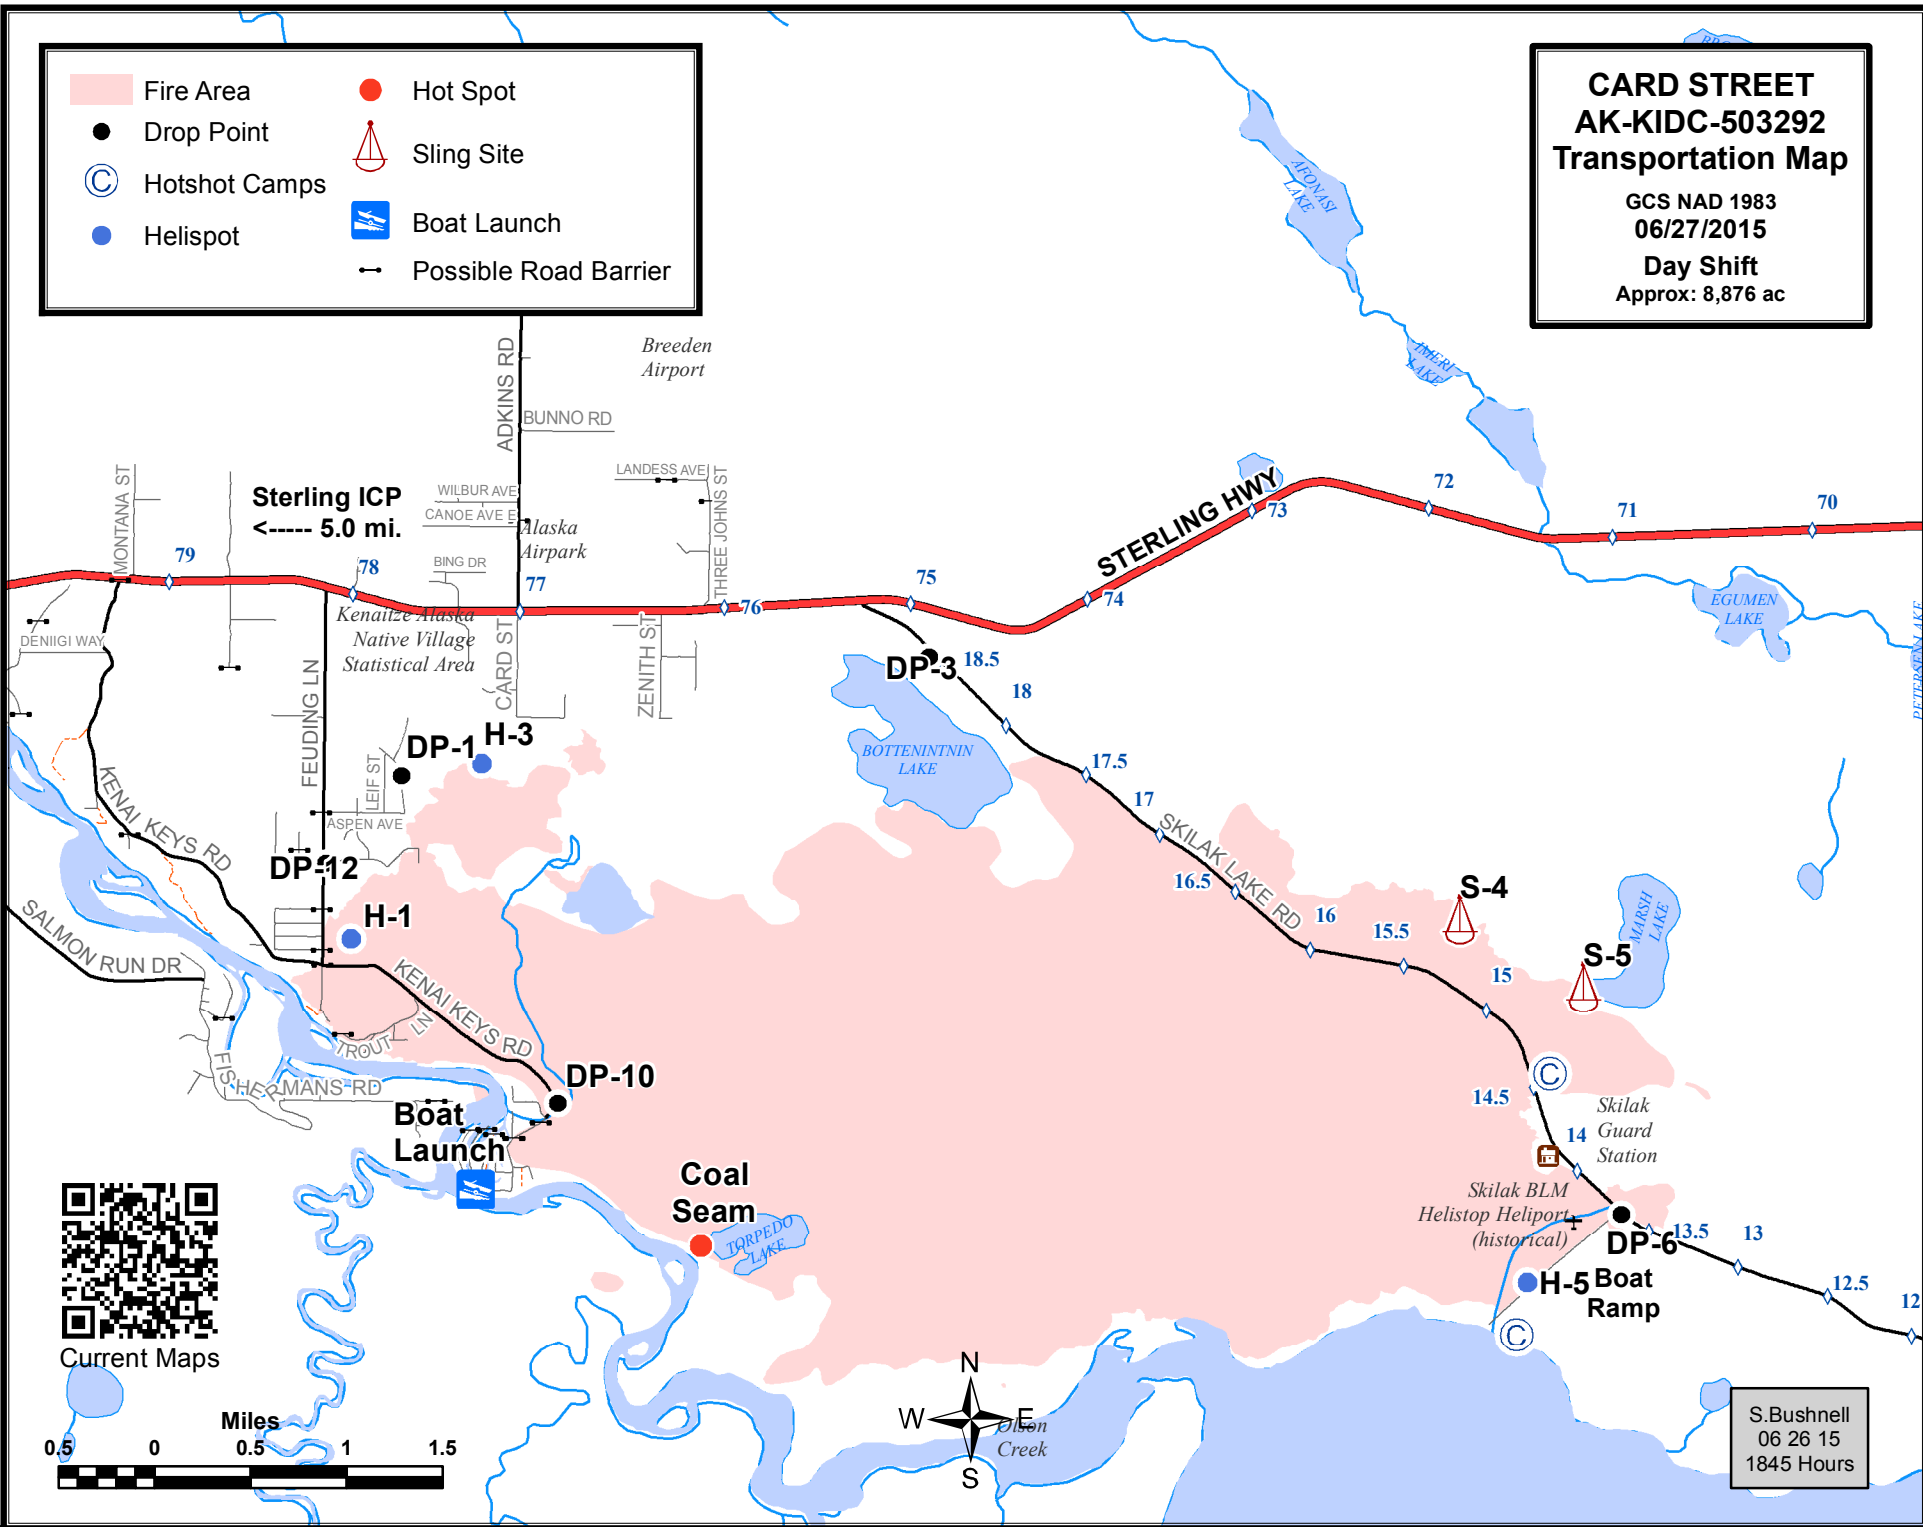 Fire Area
Drop Point
Hotshot Camps
Helispot
Hot Spot
Sling Site
Boat Launch
Possible Road Barrier
CARD STREET
AK-KIDC-503292
Transportation Map
GCS NAD 1983
06/27/2015
Day Shift
Approx: 8,876 ac
AFONASI
LAKE
IMERI
LAKE
Breeden
Airport
ADKINS RD
BUNNO RD
MONTANA ST
Sterling ICP
<----- 5.0 mi.
WILBUR AVE
CANOE AVE E
Alaska
Airpark
BING DR
LANDESS AVE
THREE JOHNS ST
79
78
77
76
75
74
73
72
71
70
STERLING HWY
EGUMEN
LAKE
PETERSEN LAKE
DENIIGI WAY
Kenaitze Alaska
Native Village
Statistical Area
FEUDING LN
CARD ST
ZENITH ST
DP-3
18.5
18
BOTTENINTNIN
LAKE
17.5
17
16.5
16
15.5
15
14.5
14
13.5
13
12.5
12
SKILAK LAKE RD
DP-1
H-3
LEIF ST
ASPEN AVE
KENAI KEYS RD
DP-12
H-1
SALMON RUN DR
KENAI KEYS RD
TROUT
LN
FISHERMANS RD
DP-10
Boat
Launch
S-4
S-5
MARSH
LAKE
Skilak
Guard
Station
Skilak BLM
Helistop Heliport
(historical)
DP-6
H-5
Boat
Ramp
Coal
Seam
TORPEDO
LAKE
Current Maps
Miles
0.5 0 0.5 1 1.5
N
W
E
S
Olson
Creek
S.Bushnell
06 26 15
1845 Hours